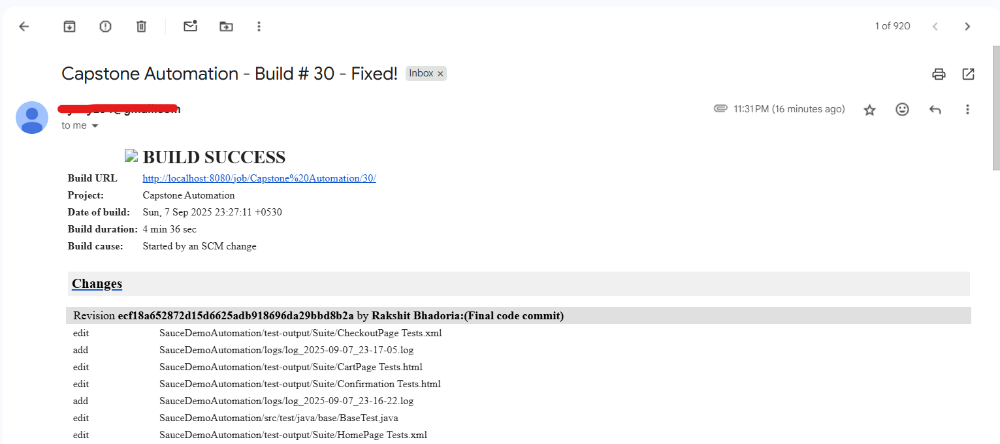 1 of 920
Capstone Automation - Build # 30 - Fixed! Inbox ×
11:31 PM (16 minutes ago)
to me
BUILD SUCCESS
Build URL http://localhost:8080/job/Capstone%20Automation/30/
Project: Capstone Automation
Date of build: Sun, 7 Sep 2025 23:27:11 +0530
Build duration: 4 min 36 sec
Build cause: Started by an SCM change
Changes
Revision ecf18a652872d15d6625adb918696da29bbd8b2a by Rakshit Bhadoria:(Final code commit)
edit SauceDemoAutomation/test-output/Suite/CheckoutPage Tests.xml
add SauceDemoAutomation/logs/log_2025-09-07_23-17-05.log
edit SauceDemoAutomation/test-output/Suite/CartPage Tests.html
edit SauceDemoAutomation/test-output/Suite/Confirmation Tests.html
add SauceDemoAutomation/logs/log_2025-09-07_23-16-22.log
edit SauceDemoAutomation/src/test/java/base/BaseTest.java
edit SauceDemoAutomation/test-output/Suite/HomePage Tests.xml